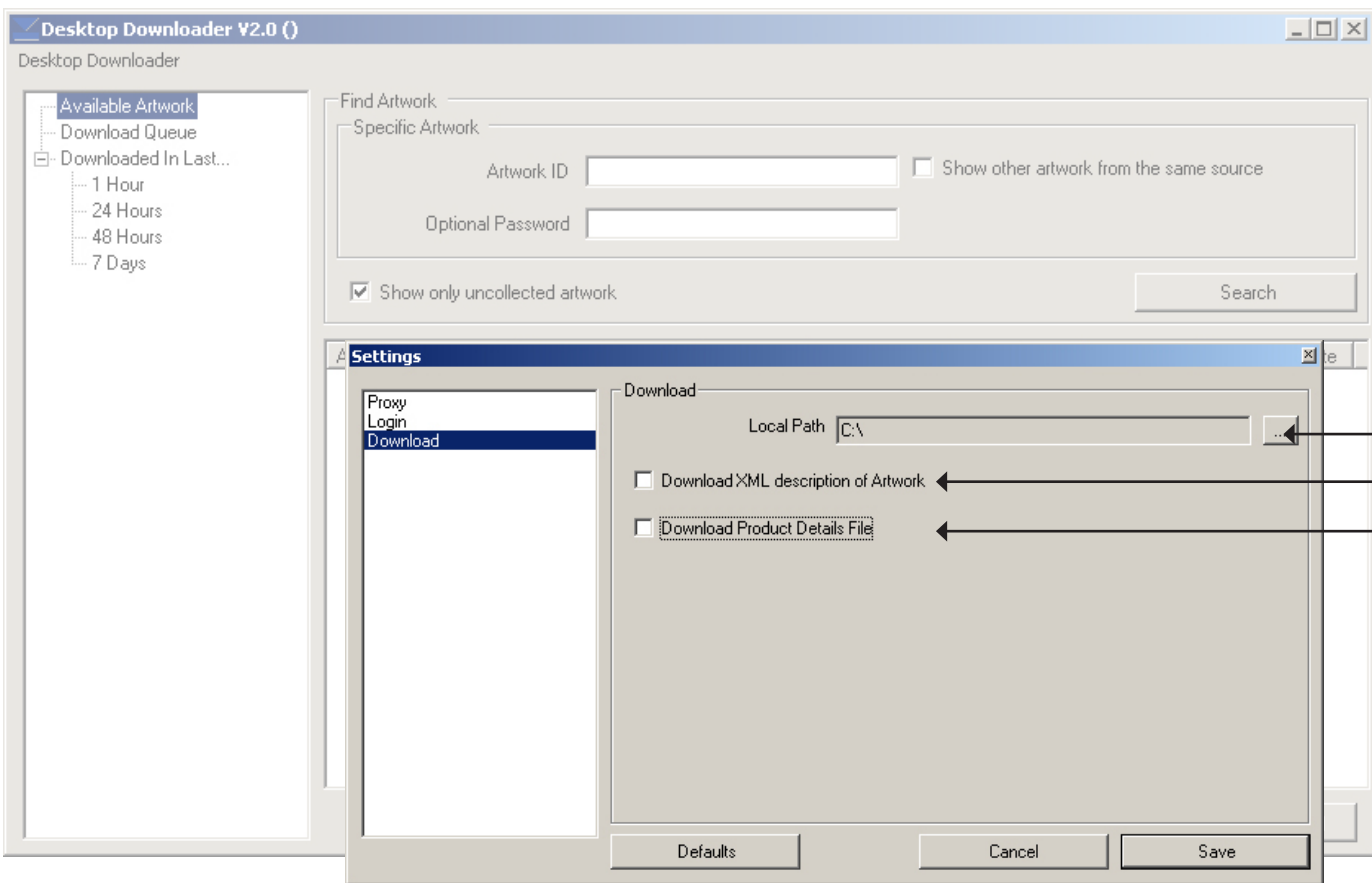 Desktop Downloader V2.0 ()
Desktop Downloader
Available Artwork
Download Queue
Downloaded In Last...
1 Hour
24 Hours
48 Hours
7 Days
Find Artwork
Specific Artwork
Artwork ID
Show other artwork from the same source
Optional Password
Show only uncollected artwork
Search
Settings
Proxy
Login
Download
Download
Local Path C:\
...
Download XML description of Artwork
Download Product Details File
Defaults
Cancel
Save